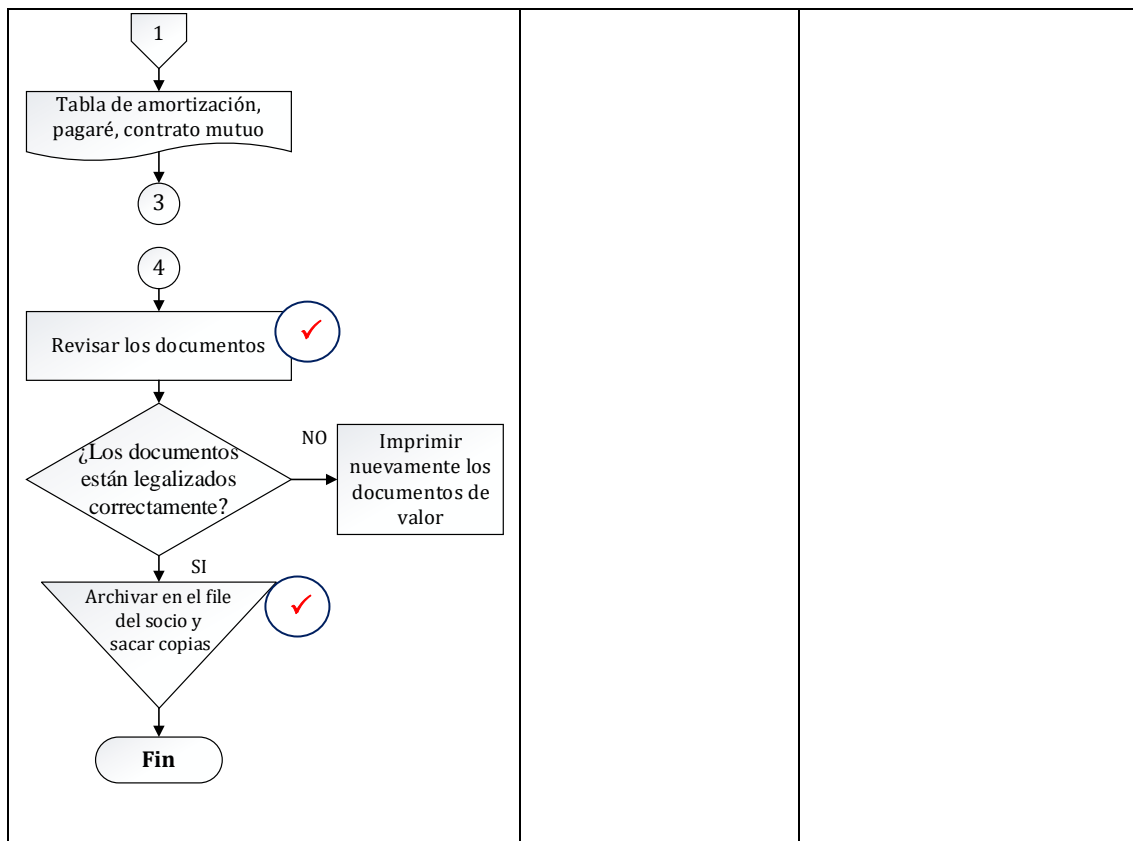 1
Tabla de amortización,
pagaré, contrato mutuo
3
4
Revisar los documentos
¿Los documentos
están legalizados
correctamente?
NO
Imprimir
nuevamente los
documentos de
valor
SI
Archivar en el file
del socio y
sacar copias
Fin